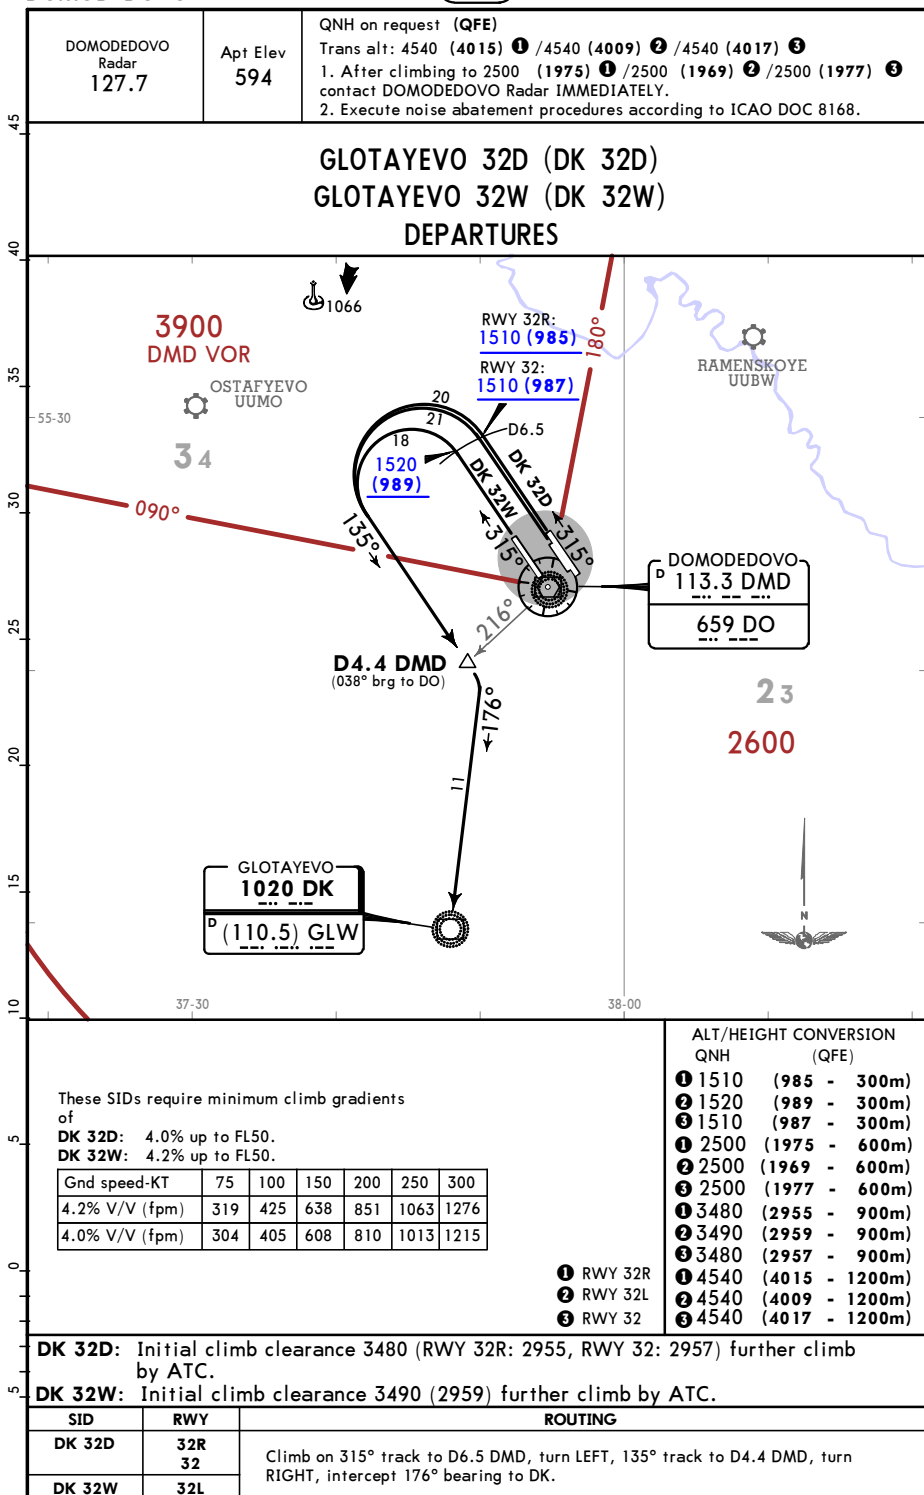 DOMODEDOVO
Radar
127.7
Apt Elev
594
QNH on request (QFE)
Trans alt: 4540 (4015) ❶ /4540 (4009) ❷ /4540 (4017) ❸
1. After climbing to 2500 (1975) ❶ /2500 (1969) ❷ /2500 (1977) ❸
contact DOMODEDOVO Radar IMMEDIATELY.
2. Execute noise abatement procedures according to ICAO DOC 8168.
GLOTAYEVO 32D (DK 32D)
GLOTAYEVO 32W (DK 32W)
DEPARTURES
45
40
35
30
25
20
15
10
5
0
5
1066
3900
DMD VOR
OSTAFYEVO
UUMO
55-30
34
RWY 32R:
1510 (985)
RWY 32:
1510 (987)
180°
RAMENSKOYE
UUBW
20
21
18
D6.5
1520
(989)
DK 32D
DK 32W
315°
315°
090°
135°
DOMODEDOVO
D 113.3 DMD
659 DO
216°
D4.4 DMD
(038° brg to DO)
176°
23
2600
11
GLOTAYEVO
1020 DK
D (110.5) GLW
N
37-30
38-00
These SIDs require minimum climb gradients
of
DK 32D: 4.0% up to FL50.
DK 32W: 4.2% up to FL50.
Gnd speed-KT 75 100 150 200 250 300
4.2% V/V (fpm) 319 425 638 851 1063 1276
4.0% V/V (fpm) 304 405 608 810 1013 1215
❶ RWY 32R
❷ RWY 32L
❸ RWY 32
ALT/HEIGHT CONVERSION
QNH (QFE)
❶ 1510 (985 - 300m)
❷ 1520 (989 - 300m)
❸ 1510 (987 - 300m)
❶ 2500 (1975 - 600m)
❷ 2500 (1969 - 600m)
❸ 2500 (1977 - 600m)
❶ 3480 (2955 - 900m)
❷ 3490 (2959 - 900m)
❸ 3480 (2957 - 900m)
❶ 4540 (4015 - 1200m)
❷ 4540 (4009 - 1200m)
❸ 4540 (4017 - 1200m)
DK 32D: Initial climb clearance 3480 (RWY 32R: 2955, RWY 32: 2957) further climb
by ATC.
DK 32W: Initial climb clearance 3490 (2959) further climb by ATC.
SID RWY ROUTING
DK 32D 32R
32
DK 32W 32L
Climb on 315° track to D6.5 DMD, turn LEFT, 135° track to D4.4 DMD, turn
RIGHT, intercept 176° bearing to DK.